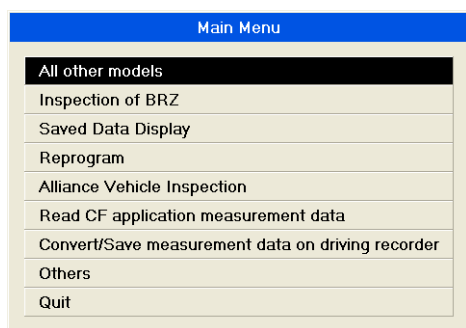 Main Menu
All other models
Inspection of BRZ
Saved Data Display
Reprogram
Alliance Vehicle Inspection
Read CF application measurement data
Convert/Save measurement data on driving recorder
Others
Quit